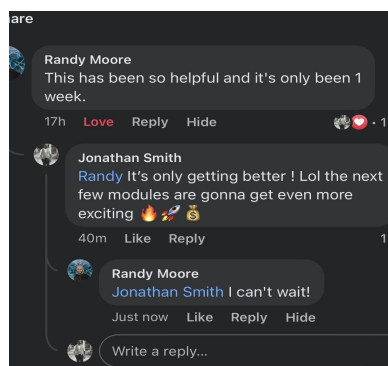 are
Randy Moore
This has been so helpful and it's only been 1
week.
17h Love Reply Hide · 1
Jonathan Smith
Randy It's only getting better ! Lol the next
few modules are gonna get even more
exciting 🔥 🚀 💰
40m Like Reply 1
Randy Moore
Jonathan Smith I can't wait!
Just now Like Reply Hide
Write a reply...